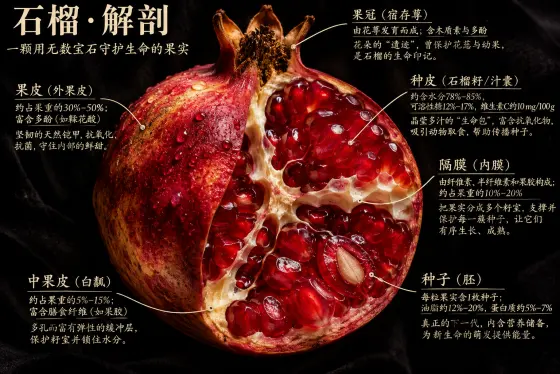 石榴·解剖
一颗用无数宝石守护生命的果实
果冠（宿存萼）
由花萼发育而成；含木质素与多酚
花朵的“遗迹”，曾保护花蕊与幼果，
是石榴的生命印记。
果皮（外果皮）
约占果重的30%–50%；
富含多酚（如鞣花酸）
坚韧的天然铠甲，抗氧化、
抗菌，守住内部的鲜甜。
种皮（石榴籽/汁囊）
约含水分78%–85%，
可溶性糖12%–17%，维生素C约10 mg/100g
晶莹多汁的“生命包”，富含抗氧化物，
吸引动物取食，帮助传播种子。
隔膜（内膜）
由纤维素、半纤维素和果胶构成；
约占果重的10%–20%
把果实分成多个籽室，支撑并
保护每一簇种子，让它们
有序生长、成熟。
中果皮（白瓤）
约占果重的5%–15%；
富含膳食纤维（如果胶）
多孔而富有弹性的缓冲层，
保护籽室并锁住水分。
种子（胚）
每粒果实含1枚种子；
油脂约12%–20%，蛋白质约5%–7%
真正的下一代，内含营养储备，
为新生命的萌发提供能量。